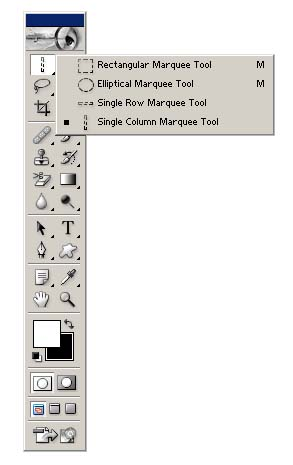 Rectangular Marquee Tool M
Elliptical Marquee Tool M
Single Row Marquee Tool
Single Column Marquee Tool
T